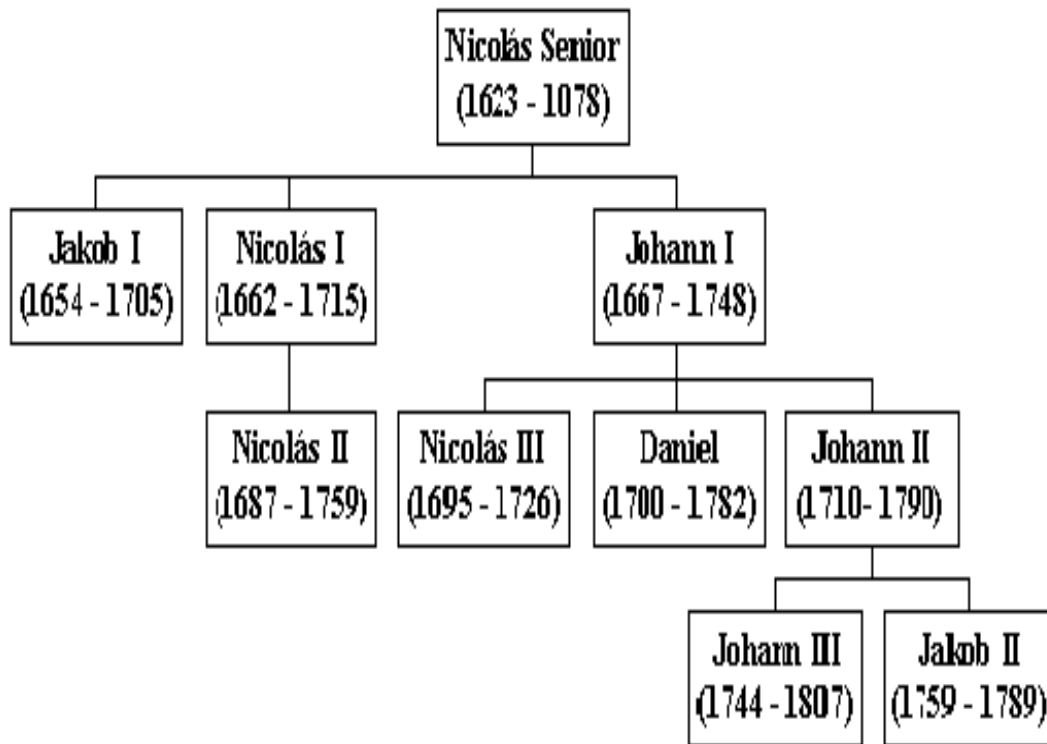 Nicolás Senior
(1623 - 1078)
Jakob I
(1654 - 1705)
Nicolás I
(1662 - 1715)
Johann I
(1667 - 1748)
Nicolás II
(1687 - 1759)
Nicolás III
(1695 - 1726)
Daniel
(1700 - 1782)
Johann II
(1710- 1790)
Johann III
(1744 - 1807)
Jakob II
(1759 - 1789)